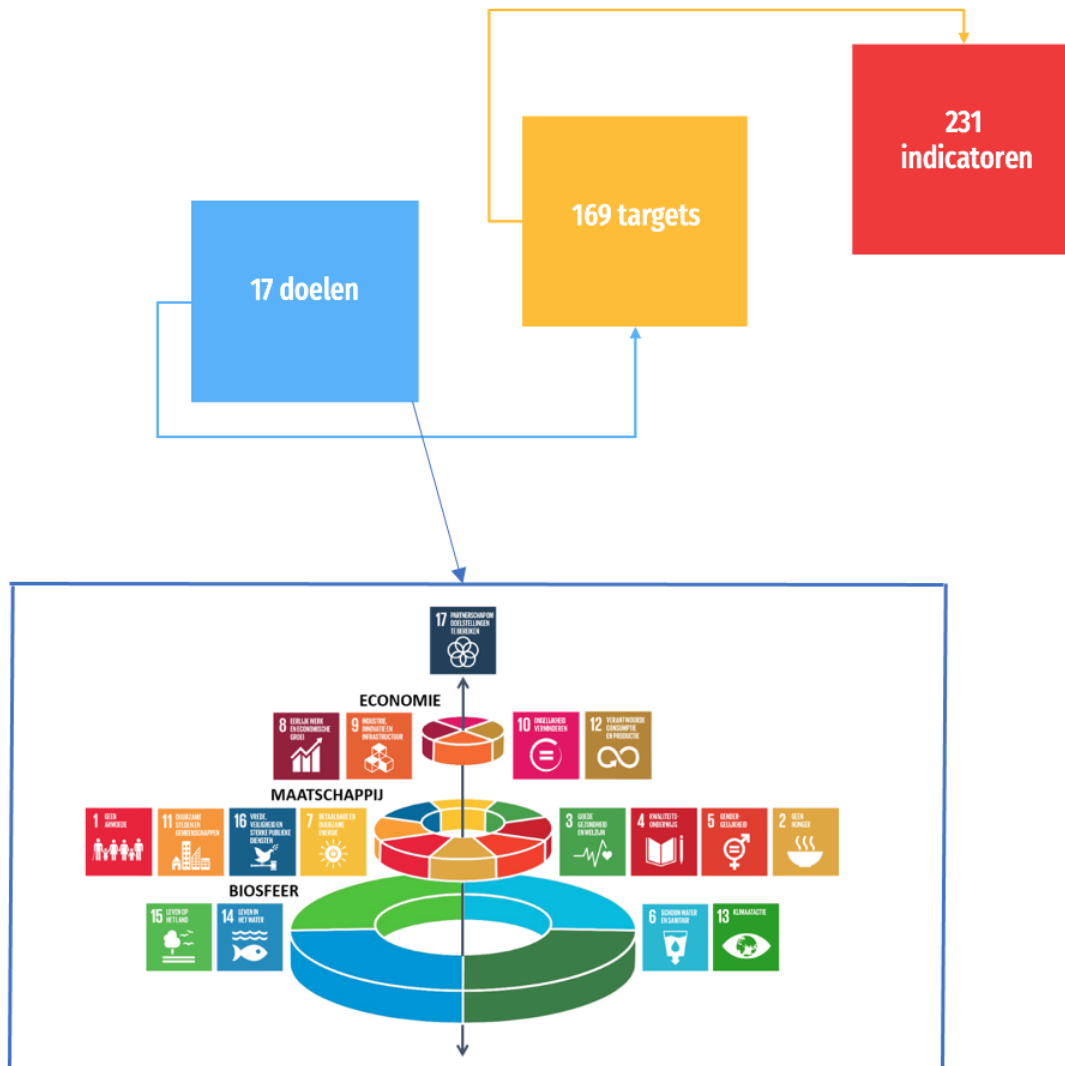 231
indicatoren
169 targets
17 doelen
17 PARTNERSCHAP OM
DOELSTELLINGEN
TE BEREIKEN
ECONOMIE
8 EERLIJK WERK
EN ECONOMISCHE
GROEI
9 INDUSTRIE,
INNOVATIE EN
INFRASTRUCTUUR
10 ONGELIJKHEID
VERMINDEREN
12 VERANTWOORDE
CONSUMPTIE
EN PRODUCTIE
MAATSCHAPPIJ
1 GEEN
ARMOEDE
11 DUURZAME
STEDEN EN
GEMEENSCHAPPEN
16 VREDE,
VEILIGHEID EN
STERKE PUBLIEKE
DIENSTEN
7 BETAALBARE EN
DUURZAME
ENERGIE
3 GOEDE
GEZONDHEID
EN WELZIJN
4 KWALITEITS-
ONDERWIJS
5 GENDER-
GELIJKHEID
2 GEEN
HONGER
BIOSFEER
15 LEVEN OP
HET LAND
14 LEVEN IN
HET WATER
6 SCHOON WATER
EN SANITAIR
13 KLIMAATACTIE